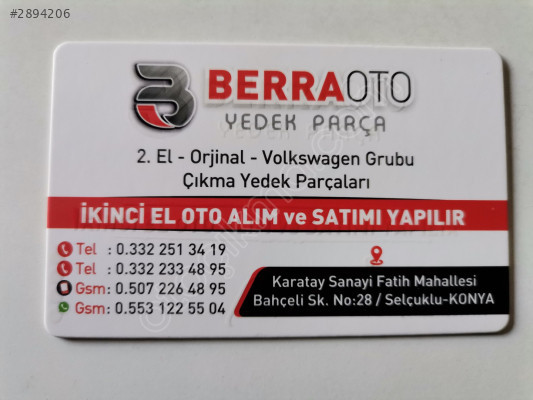 #2894206
BERRAOTO
YEDEK PARÇA
2. El - Orjinal - Volkswagen Grubu
Çıkma Yedek Parçaları
İKİNCİ EL OTO ALIM ve SATIMI YAPILIR
Tel : 0.332 251 34 19
Tel : 0.332 233 48 95
Gsm: 0.507 226 48 95
Gsm: 0.553 122 55 04
Karatay Sanayi Fatih Mahallesi
Bahçeli Sk. No:28 / Selçuklu-KONYA